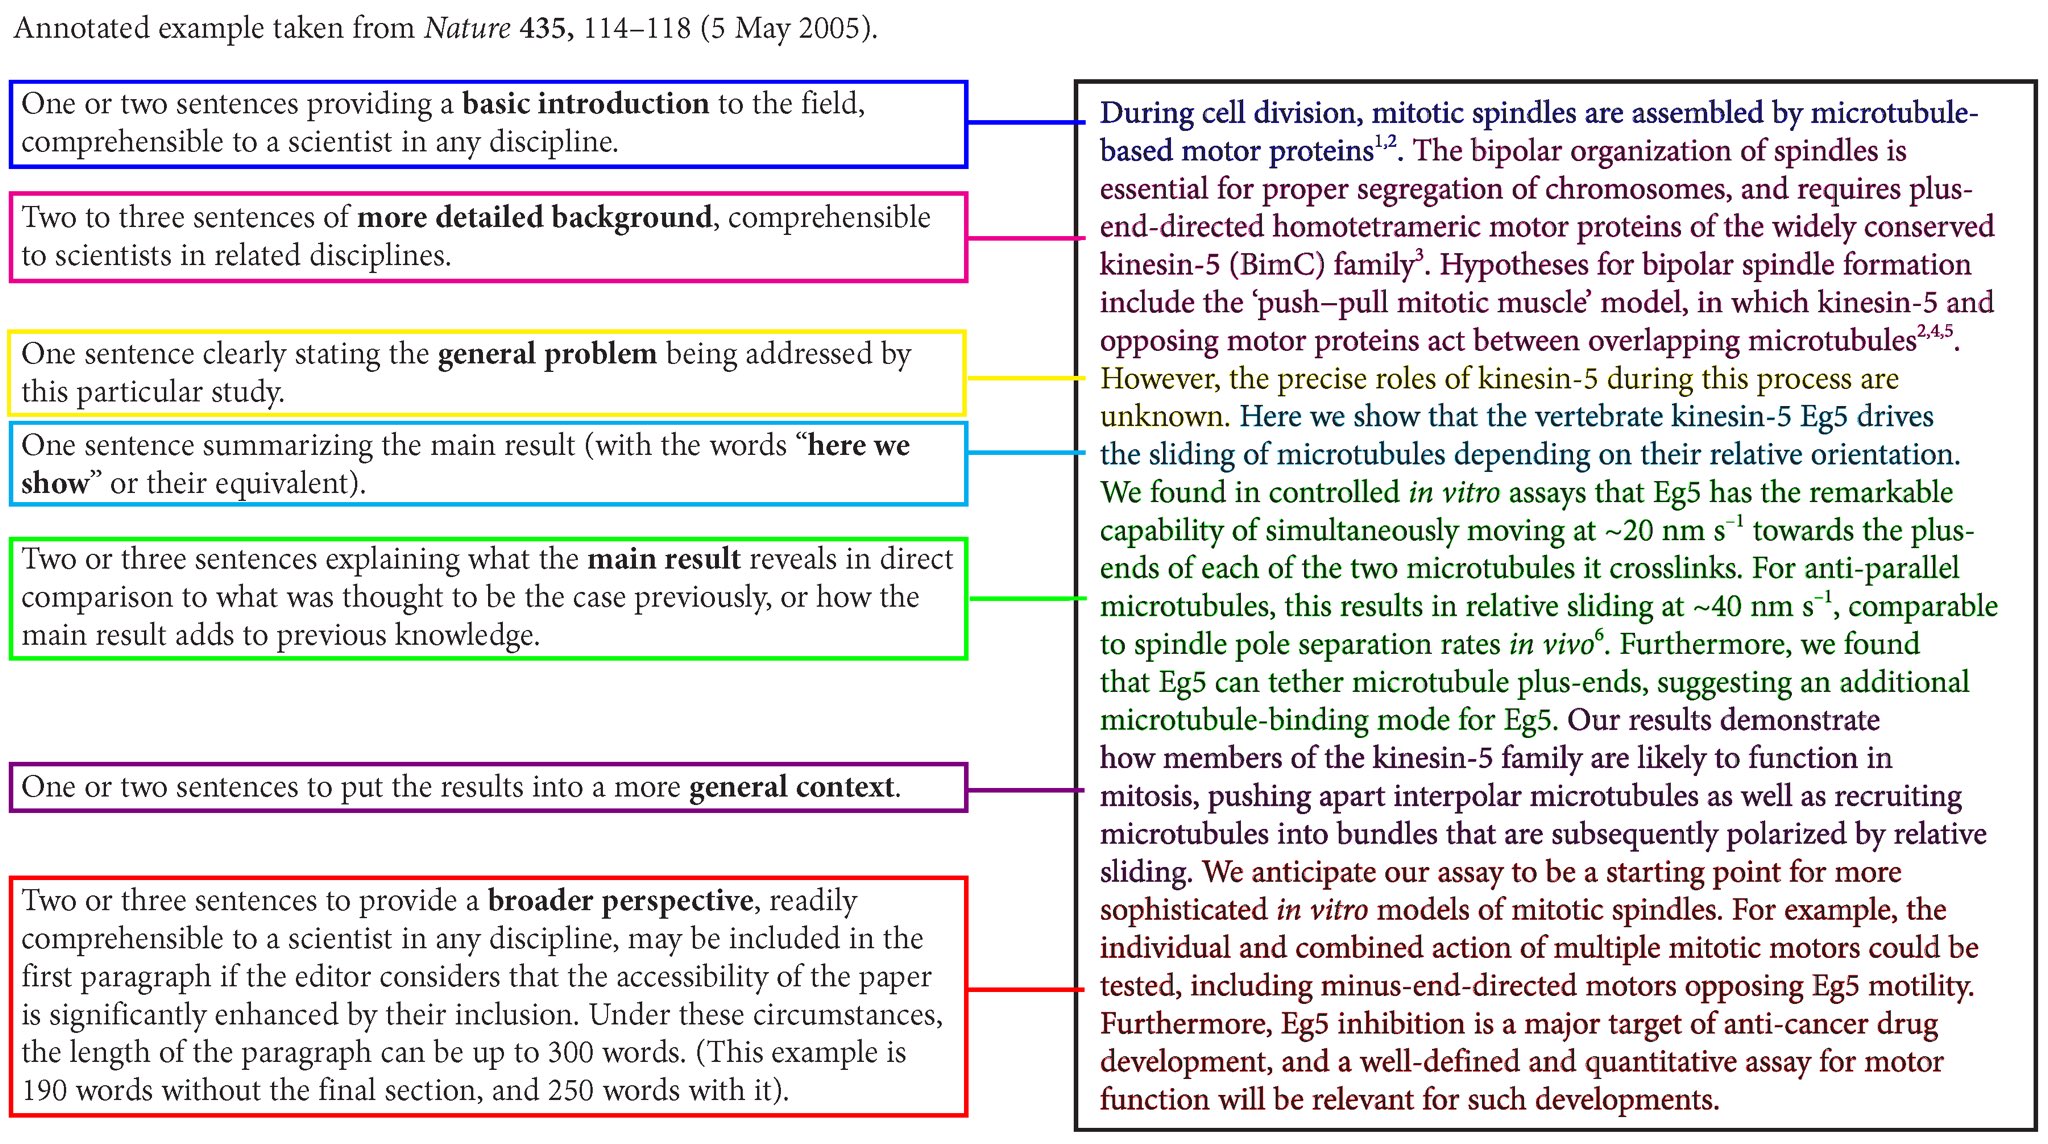 Annotated example taken from Nature 435, 114–118 (5 May 2005).
One or two sentences providing a basic introduction to the field,
comprehensible to a scientist in any discipline.
Two to three sentences of more detailed background, comprehensible
to scientists in related disciplines.
One sentence clearly stating the general problem being addressed by
this particular study.
One sentence summarizing the main result (with the words “here we
show” or their equivalent).
Two or three sentences explaining what the main result reveals in direct
comparison to what was thought to be the case previously, or how the
main result adds to previous knowledge.
One or two sentences to put the results into a more general context.
Two or three sentences to provide a broader perspective, readily
comprehensible to a scientist in any discipline, may be included in the
first paragraph if the editor considers that the accessibility of the paper
is significantly enhanced by their inclusion. Under these circumstances,
the length of the paragraph can be up to 300 words. (This example is
190 words without the final section, and 250 words with it).
During cell division, mitotic spindles are assembled by microtubule-
based motor proteins1,2. The bipolar organization of spindles is
essential for proper segregation of chromosomes, and requires plus-
end-directed homotetrameric motor proteins of the widely conserved
kinesin-5 (BimC) family3. Hypotheses for bipolar spindle formation
include the ‘push–pull mitotic muscle’ model, in which kinesin-5 and
opposing motor proteins act between overlapping microtubules2,4,5.
However, the precise roles of kinesin-5 during this process are
unknown. Here we show that the vertebrate kinesin-5 Eg5 drives
the sliding of microtubules depending on their relative orientation.
We found in controlled in vitro assays that Eg5 has the remarkable
capability of simultaneously moving at ~20 nm s–1 towards the plus-
ends of each of the two microtubules it crosslinks. For anti-parallel
microtubules, this results in relative sliding at ~40 nm s–1, comparable
to spindle pole separation rates in vivo6. Furthermore, we found
that Eg5 can tether microtubule plus-ends, suggesting an additional
microtubule-binding mode for Eg5. Our results demonstrate
how members of the kinesin-5 family are likely to function in
mitosis, pushing apart interpolar microtubules as well as recruiting
microtubules into bundles that are subsequently polarized by relative
sliding. We anticipate our assay to be a starting point for more
sophisticated in vitro models of mitotic spindles. For example, the
individual and combined action of multiple mitotic motors could be
tested, including minus-end-directed motors opposing Eg5 motility.
Furthermore, Eg5 inhibition is a major target of anti-cancer drug
development, and a well-defined and quantitative assay for motor
function will be relevant for such developments.